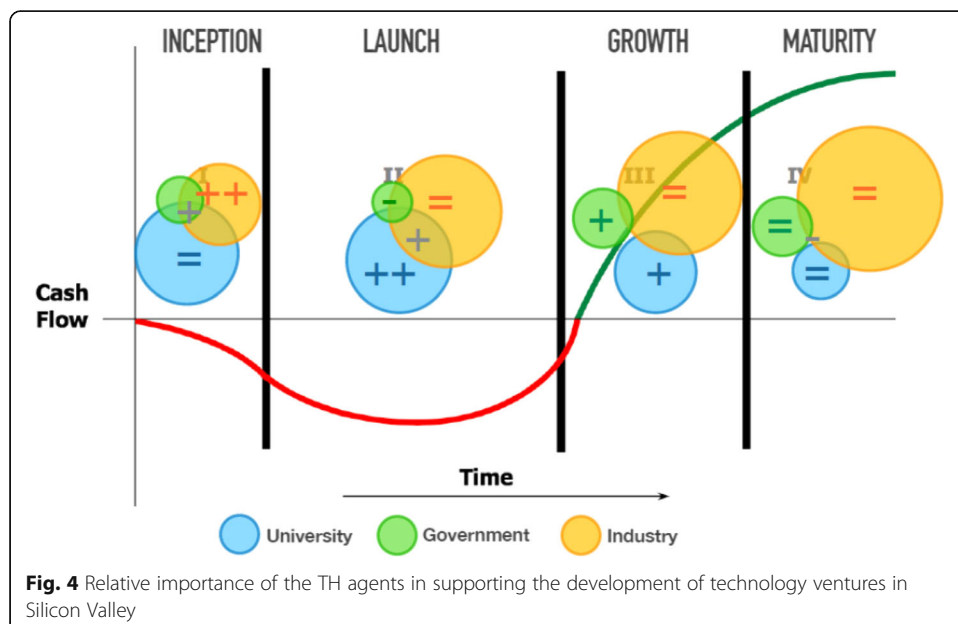 INCEPTION LAUNCH GROWTH MATURITY
I II III IV
++ - = + =
+ + + = -
= ++ + =
Cash
Flow
Time
University Government Industry
Fig. 4 Relative importance of the TH agents in supporting the development of technology ventures in
Silicon Valley